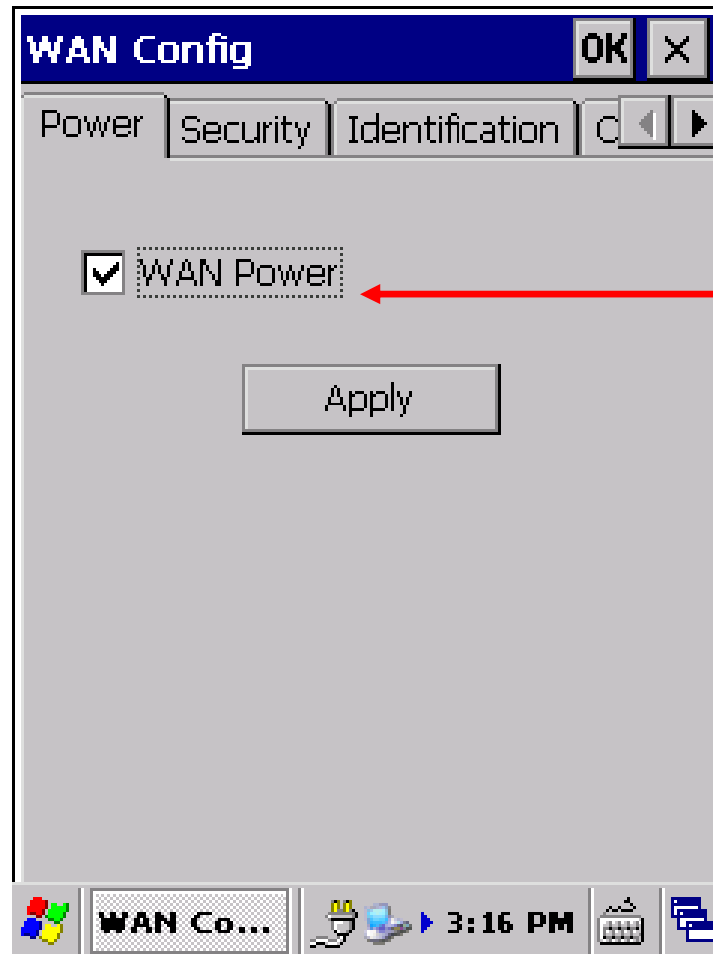 WAN Config OK
Power Security Identification
WAN Power
Apply
WAN Co... 3:16 PM